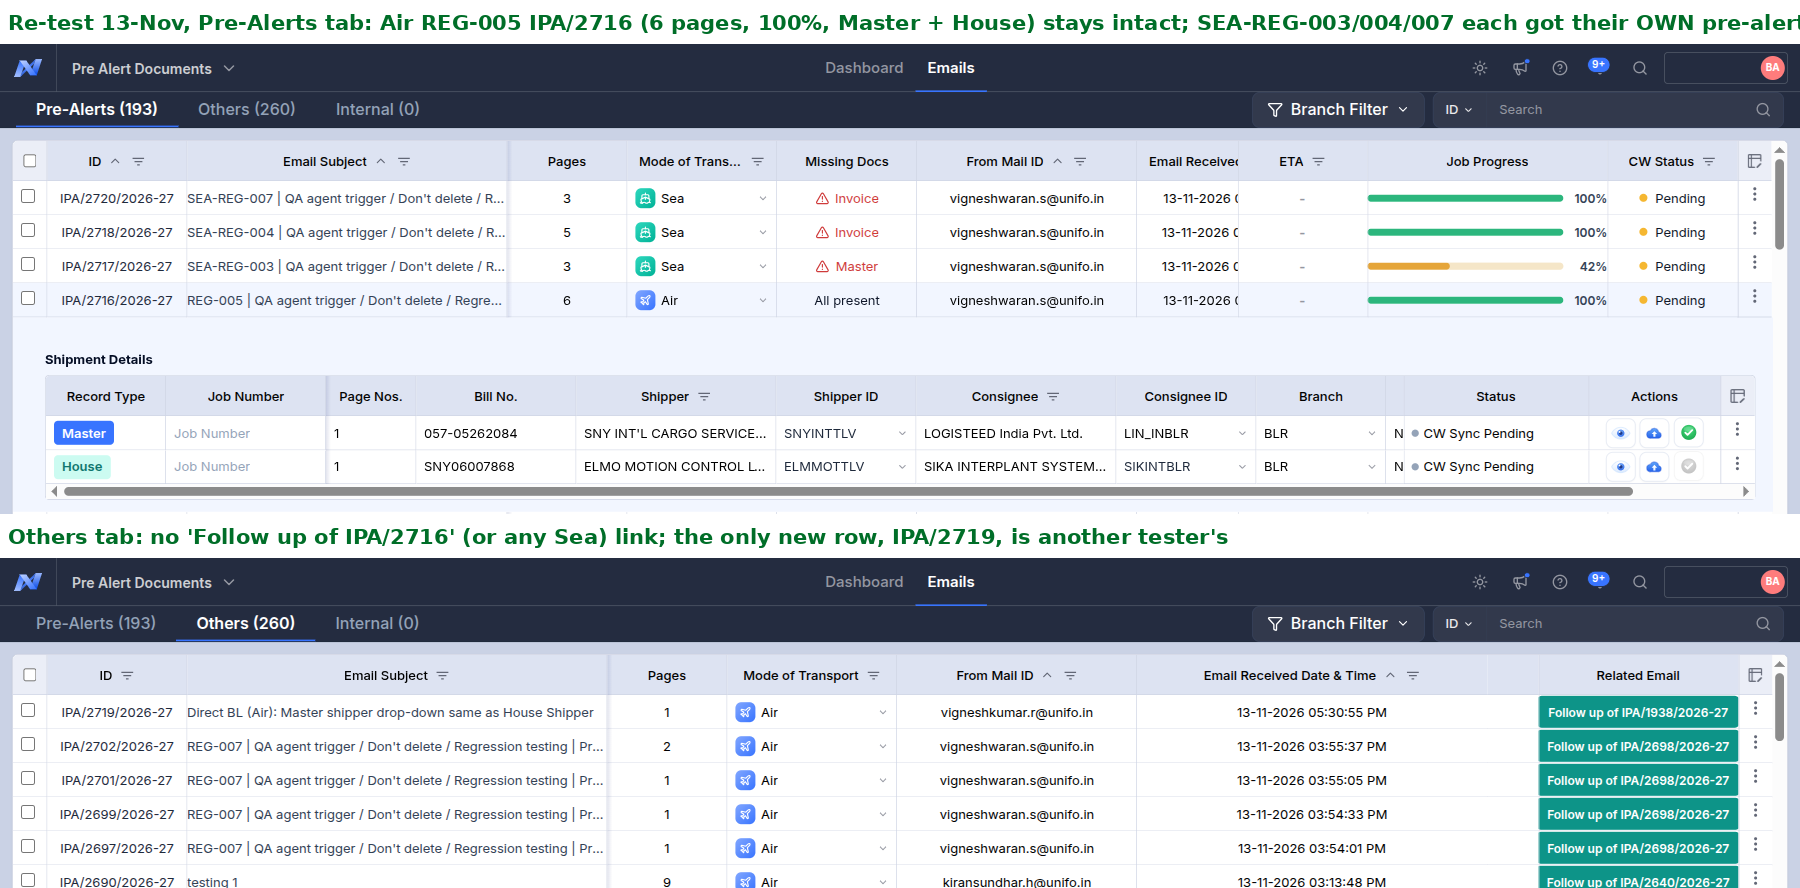 Re-test 13-Nov, Pre-Alerts tab: Air REG-005 IPA/2716 (6 pages, 100%, Master + House) stays intact; SEA-REG-003/004/007 each got their OWN pre-alert
Pre Alert Documents Dashboard Emails 9+ BA
Pre-Alerts (193) Others (260) Internal (0) Branch Filter ID Search
ID Email Subject Pages Mode of Trans... Missing Docs From Mail ID Email Received ETA Job Progress CW Status
IPA/2720/2026-27 SEA-REG-007 | QA agent trigger / Don't delete / R... 3 Sea Invoice vigneshwaran.s@unifo.in 13-11-2026 0 - 100% Pending
IPA/2718/2026-27 SEA-REG-004 | QA agent trigger / Don't delete / R... 5 Sea Invoice vigneshwaran.s@unifo.in 13-11-2026 0 - 100% Pending
IPA/2717/2026-27 SEA-REG-003 | QA agent trigger / Don't delete / R... 3 Sea Master vigneshwaran.s@unifo.in 13-11-2026 0 - 42% Pending
IPA/2716/2026-27 REG-005 | QA agent trigger / Don't delete / Regre... 6 Air All present vigneshwaran.s@unifo.in 13-11-2026 0 - 100% Pending
Shipment Details
Record Type Job Number Page Nos. Bill No. Shipper Shipper ID Consignee Consignee ID Branch Status Actions
Master Job Number 1 057-05262084 SNY INT'L CARGO SERVICE... SNYINTTLV LOGISTEED India Pvt. Ltd. LIN_INBLR BLR N CW Sync Pending
House Job Number 1 SNY06007868 ELMO MOTION CONTROL L... ELMMOTTLV SIKA INTERPLANT SYSTEM... SIKINTBLR BLR N CW Sync Pending
Others tab: no 'Follow up of IPA/2716' (or any Sea) link; the only new row, IPA/2719, is another tester's
Pre Alert Documents Dashboard Emails 9+ BA
Pre-Alerts (193) Others (260) Internal (0) Branch Filter ID Search
ID Email Subject Pages Mode of Transport From Mail ID Email Received Date & Time Related Email
IPA/2719/2026-27 Direct BL (Air): Master shipper drop-down same as House Shipper 1 Air vigneshkumar.r@unifo.in 13-11-2026 05:30:55 PM Follow up of IPA/1938/2026-27
IPA/2702/2026-27 REG-007 | QA agent trigger / Don't delete / Regression testing | Pr... 2 Air vigneshwaran.s@unifo.in 13-11-2026 03:55:37 PM Follow up of IPA/2698/2026-27
IPA/2701/2026-27 REG-007 | QA agent trigger / Don't delete / Regression testing | Pr... 1 Air vigneshwaran.s@unifo.in 13-11-2026 03:55:05 PM Follow up of IPA/2698/2026-27
IPA/2699/2026-27 REG-007 | QA agent trigger / Don't delete / Regression testing | Pr... 1 Air vigneshwaran.s@unifo.in 13-11-2026 03:54:33 PM Follow up of IPA/2698/2026-27
IPA/2697/2026-27 REG-007 | QA agent trigger / Don't delete / Regression testing | Pr... 1 Air vigneshwaran.s@unifo.in 13-11-2026 03:54:01 PM Follow up of IPA/2698/2026-27
IPA/2690/2026-27 testing 1 9 Air kiransundhar.h@unifo.in 13-11-2026 03:13:48 PM Follow up of IPA/2640/2026-27